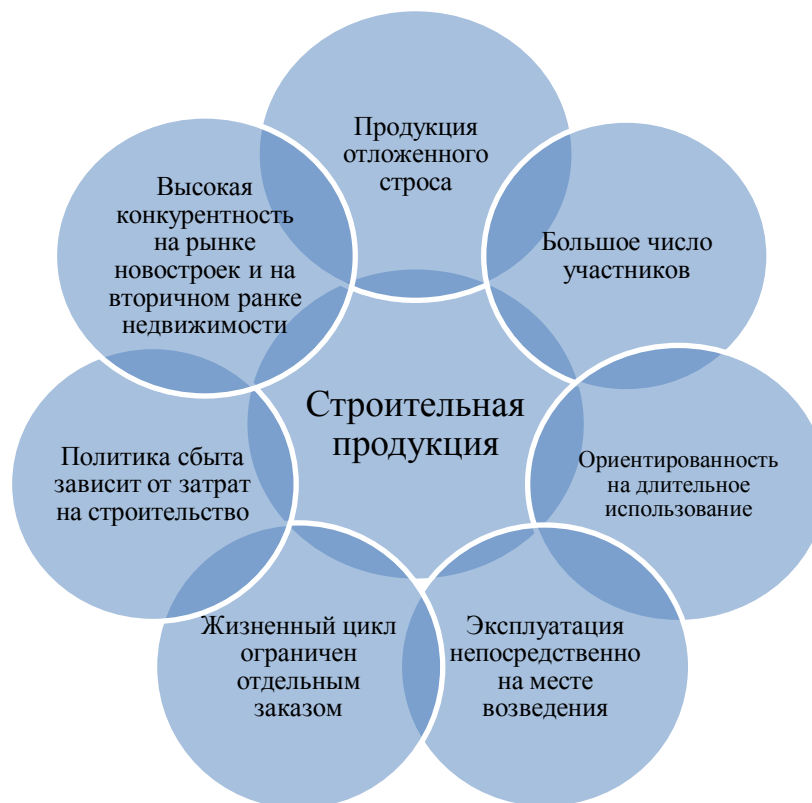 Продукция
отложенного
строса
Высокая
конкурентность
на рынке
новостроек и на
вторичном ранке
недвижимости
Большое число
участников
Строительная
продукция
Политика сбыта
зависит от затрат
на строительство
Ориентированность
на длительное
использование
Жизненный цикл
ограничен
отдельным
заказом
Эксплуатация
непосредственно
на месте
возведения